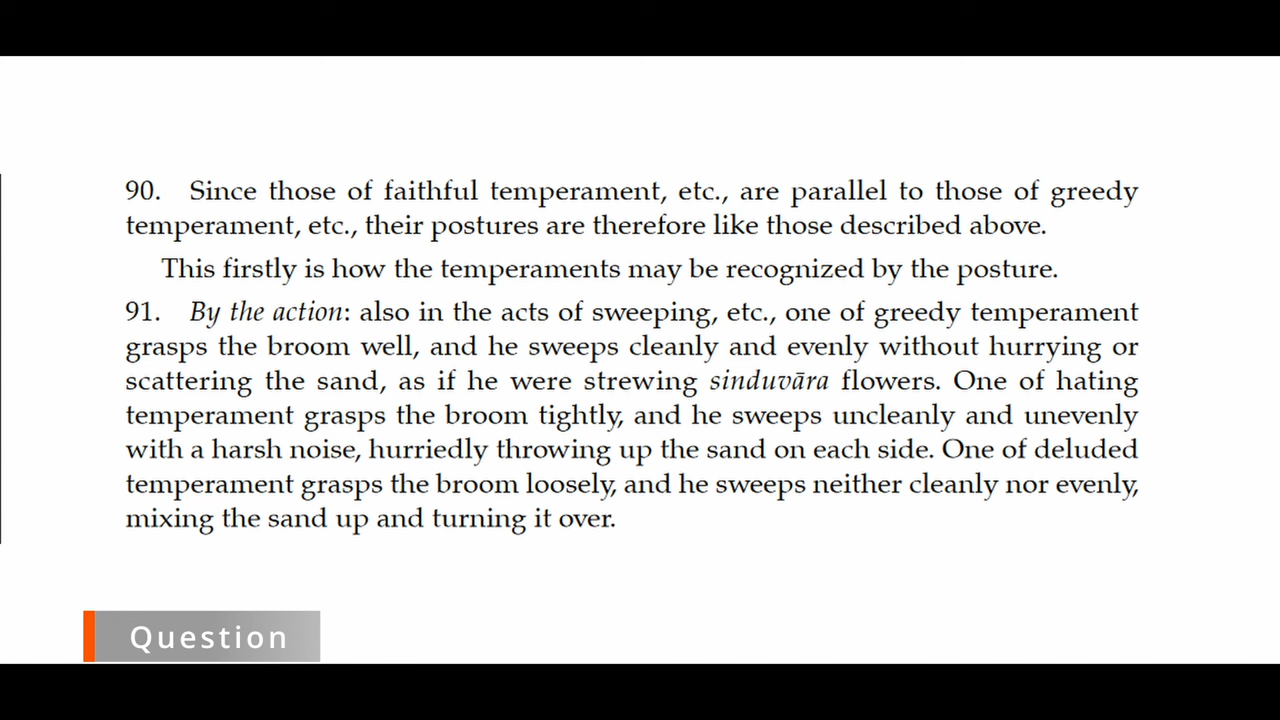 90. Since those of faithful temperament, etc., are parallel to those of greedy
temperament, etc., their postures are therefore like those described above.
This firstly is how the temperaments may be recognized by the posture.
91. By the action: also in the acts of sweeping, etc., one of greedy temperament
grasps the broom well, and he sweeps cleanly and evenly without hurrying or
scattering the sand, as if he were strewing sinduvāra flowers. One of hating
temperament grasps the broom tightly, and he sweeps uncleanly and unevenly
with a harsh noise, hurriedly throwing up the sand on each side. One of deluded
temperament grasps the broom loosely, and he sweeps neither cleanly nor evenly,
mixing the sand up and turning it over.
Question